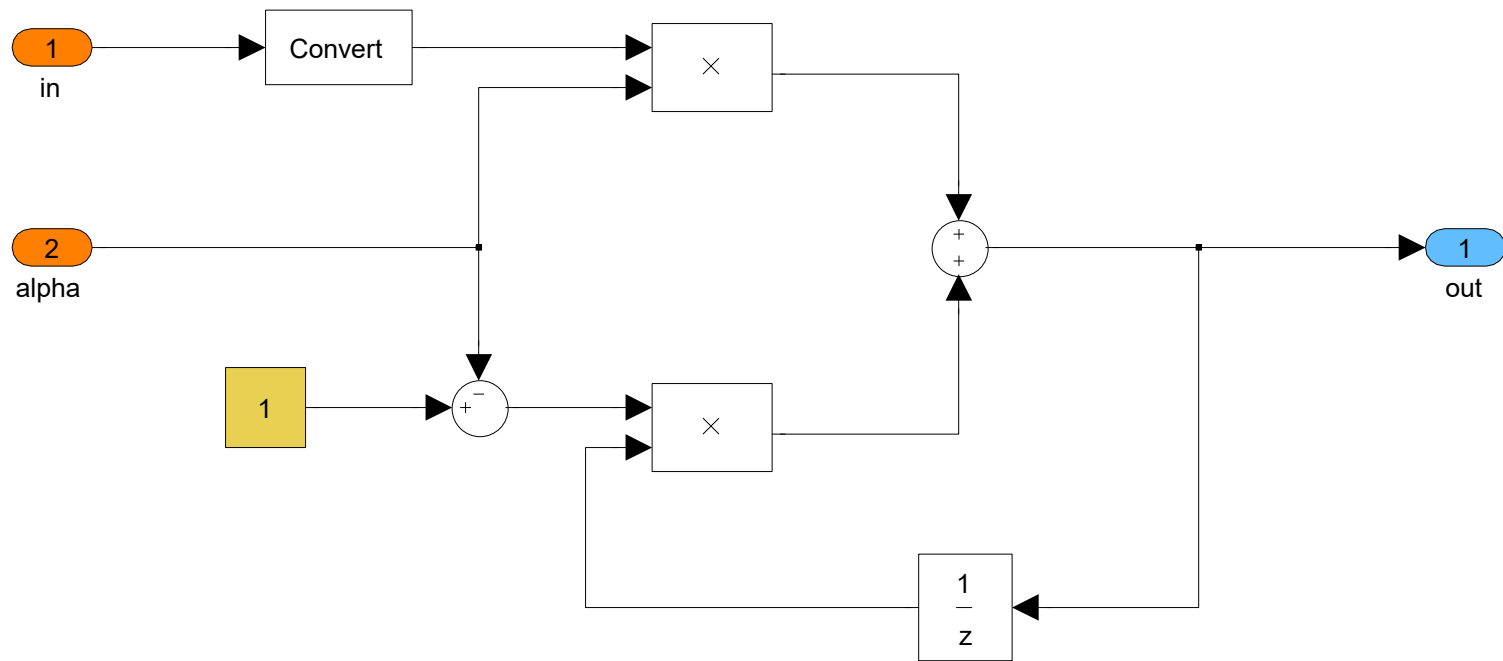 1
in
Convert
×
2
alpha
+
+
1
out
1
+
−
×
1
z